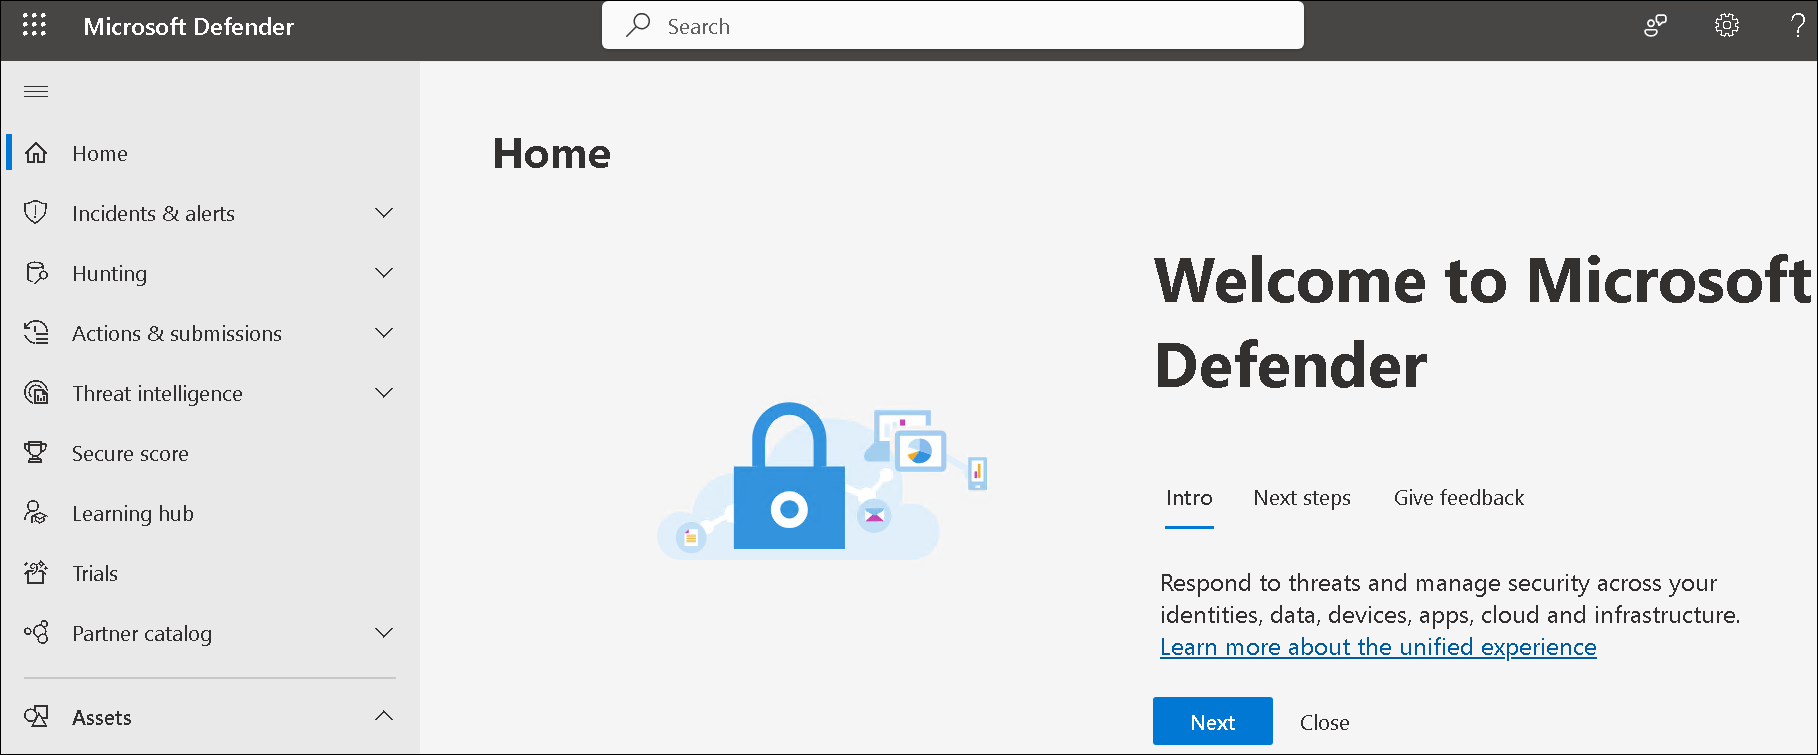 Microsoft Defender
Search
?
Home
Incidents & alerts
Hunting
Actions & submissions
Threat intelligence
Secure score
Learning hub
Trials
Partner catalog
Assets
Home
Welcome to Microsoft
Defender
Intro Next steps Give feedback
Respond to threats and manage security across your
identities, data, devices, apps, cloud and infrastructure.
Learn more about the unified experience
Next Close